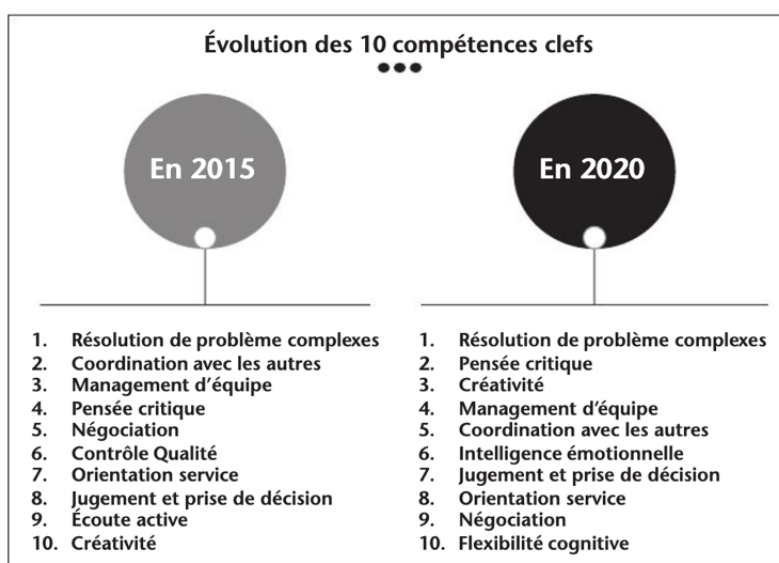 Évolution des 10 compétences clefs
En 2015
1. Résolution de problème complexes
2. Coordination avec les autres
3. Management d'équipe
4. Pensée critique
5. Négociation
6. Contrôle Qualité
7. Orientation service
8. Jugement et prise de décision
9. Écoute active
10. Créativité
En 2020
1. Résolution de problème complexes
2. Pensée critique
3. Créativité
4. Management d'équipe
5. Coordination avec les autres
6. Intelligence émotionnelle
7. Jugement et prise de décision
8. Orientation service
9. Négociation
10. Flexibilité cognitive